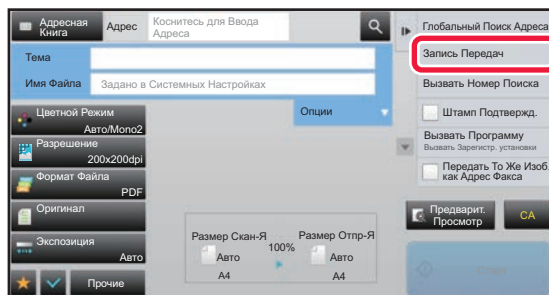 Адресная
Книга
Адрес
Коснитесь для Ввода
Адреса
Тема
Имя Файла
Задано в Системных Настройках
Цветной Режим
Авто/Mono2
Разрешение
200x200dpi
Формат Файла
PDF
Оригинал
Экспозиция
Авто
Прочие
Опции
Размер Скан-Я
Авто
A4
100%
Размер Отпр-Я
Авто
A4
Глобальный Поиск Адреса
Запись Передач
Вызвать Номер Поиска
Штамп Подтвержд.
Вызвать Программу
Вызвать Зарегистр. установки
Передать То Же Изоб.
как Адрес Факса
Предварит.
Просмотр
CA